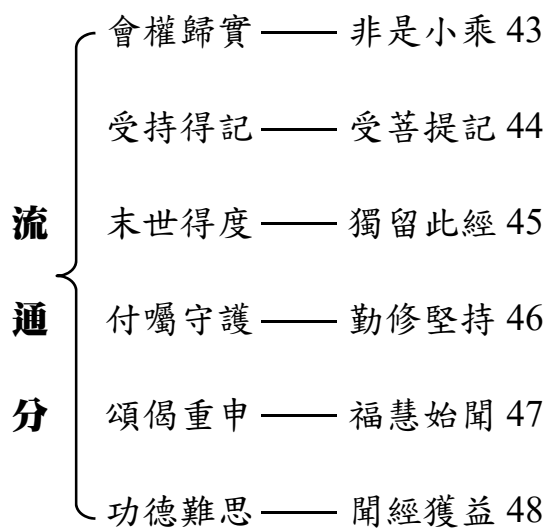 流通分
會權歸實 —— 非是小乘 43
受持得記 —— 受菩提記 44
末世得度 —— 獨留此經 45
付囑守護 —— 勤修堅持 46
頌偈重申 —— 福慧始聞 47
功德難思 —— 聞經獲益 48